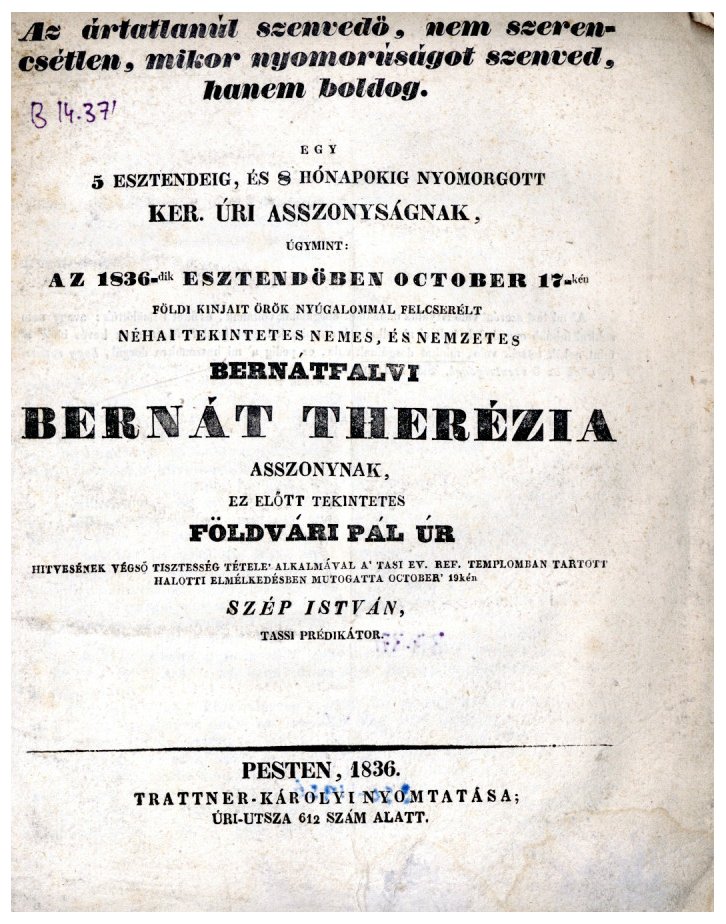 Az ártatlanúl szenvedö, nem szeren-
csétlen, mikor nyomorúságot szenved,
hanem boldog.
B 14.371
EGY
5 ESZTENDEIG, ÉS 8 HÓNAPOKIG NYOMORGOTT
KER. ÚRI ASSZONYSÁGNAK,
ÚGYMINT:
AZ 1836-dik ESZTENDÖBEN OCTOBER 17-kén
FÖLDI KINJAIT ÖRÖK NYÚGALOMMAL FELCSERÉLT
NÉHAI TEKINTETES NEMES, ÉS NEMZETES
BERNATFALVI
BERNÁT THERÉZIA
ASSZONYNAK,
EZ ELŐTT TEKINTETES
FÖLDVÁRI PÁL ÚR
HITVESÉNEK VÉGSŐ TISZTESSÉG TÉTELE' ALKALMÁVAL A' TASI EV. REF. TEMPLOMBAN TARTOTT
HALOTTI ELMÉLKEDÉSBEN MUTOGATTA OCTOBER' 19kén
SZÉP ISTVÁN,
TASSI PRÉDIKÁTOR.
PESTEN, 1836.
TRATTNER-KÁROLYI NYOMTATÁSA;
ÚRI-UTSZA 612 SZÁM ALATT.